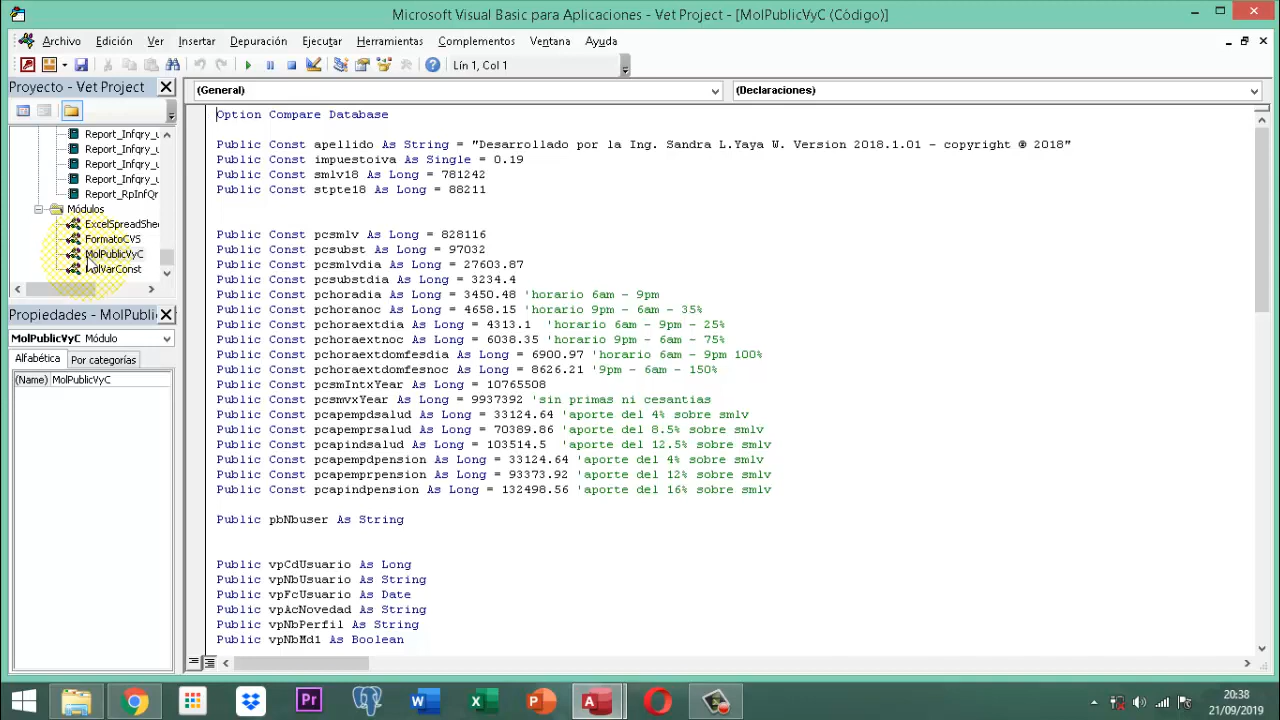 Microsoft Visual Basic para Aplicaciones - Vet Project - [MolPublicVyC (Código)]
Archivo Edición Ver Insertar Depuración Ejecutar Herramientas Complementos Ventana Ayuda
Lín 1, Col 1
Proyecto - Vet Project
(General)
(Declaraciones)
Report_Infqry_u
Report_Infqry_u
Report_Infqry_u
Report_Infqry_u
Report_RpInfQr
Módulos
ExcelSpreadShee
FormatoCVS
MolPublicVyC
MolVarConst
Propiedades - MolPublic
MolPublicVyC Módulo
Alfabética Por categorías
(Name) MolPublicVyC
Option Compare Database
Public Const apellido As String = "Desarrollado por la Ing. Sandra L.Yaya W. Version 2018.1.01 - copyright @ 2018"
Public Const impuestoiva As Single = 0.19
Public Const smlv18 As Long = 781242
Public Const stpte18 As Long = 88211
Public Const pcsmlv As Long = 828116
Public Const pcsubst As Long = 97032
Public Const pcsmlvdia As Long = 27603.87
Public Const pcsubstdia As Long = 3234.4
Public Const pchoradia As Long = 3450.48 'horario 6am - 9pm
Public Const pchoranoc As Long = 4658.15 'horario 9pm - 6am - 35%
Public Const pchoraextdia As Long = 4313.1 'horario 6am - 9pm - 25%
Public Const pchoraextnoc As Long = 6038.35 'horario 9pm - 6am - 75%
Public Const pchoraextdomfesdia As Long = 6900.97 'horario 6am - 9pm 100%
Public Const pchoraextdomfesnoc As Long = 8626.21 '9pm - 6am - 150%
Public Const pcsmIntxYear As Long = 10765508
Public Const pcsmvxYear As Long = 9937392 'sin primas ni cesantias
Public Const pcapempdsalud As Long = 33124.64 'aporte del 4% sobre smlv
Public Const pcapemprsalud As Long = 70389.86 'aporte del 8.5% sobre smlv
Public Const pcapindsalud As Long = 103514.5 'aporte del 12.5% sobre smlv
Public Const pcapempdpension As Long = 33124.64 'aporte del 4% sobre smlv
Public Const pcapemprpension As Long = 93373.92 'aporte del 12% sobre smlv
Public Const pcapindpension As Long = 132498.56 'aporte del 16% sobre smlv
Public pbNbuser As String
Public vpCdUsuario As Long
Public vpNbUsuario As String
Public vpFcUsuario As Date
Public vpAcNovedad As String
Public vpNbPerfil As String
Public vpNbMd1 As Boolean
20:38
21/09/2019